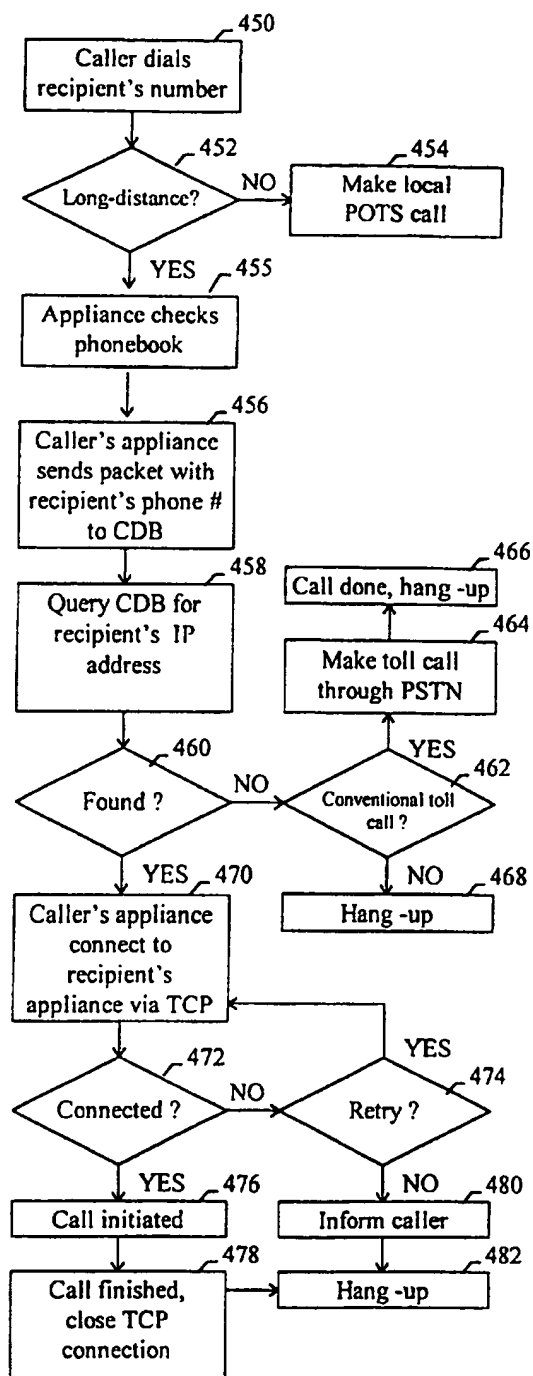 450
Caller dials
recipient's number
452
Long-distance?
NO
454
Make local
POTS call
YES
455
Appliance checks
phonebook
456
Caller's appliance
sends packet with
recipient's phone #
to CDB
458
Query CDB for
recipient's IP
address
466
Call done, hang -up
464
Make toll call
through PSTN
460
Found ?
NO
YES
462
Conventional toll
call ?
YES
470
NO
468
Hang -up
Caller's appliance
connect to
recipient's
appliance via TCP
472
Connected ?
NO
YES
474
Retry ?
YES
476
Call initiated
NO
480
Inform caller
478
Call finished,
close TCP
connection
482
Hang -up